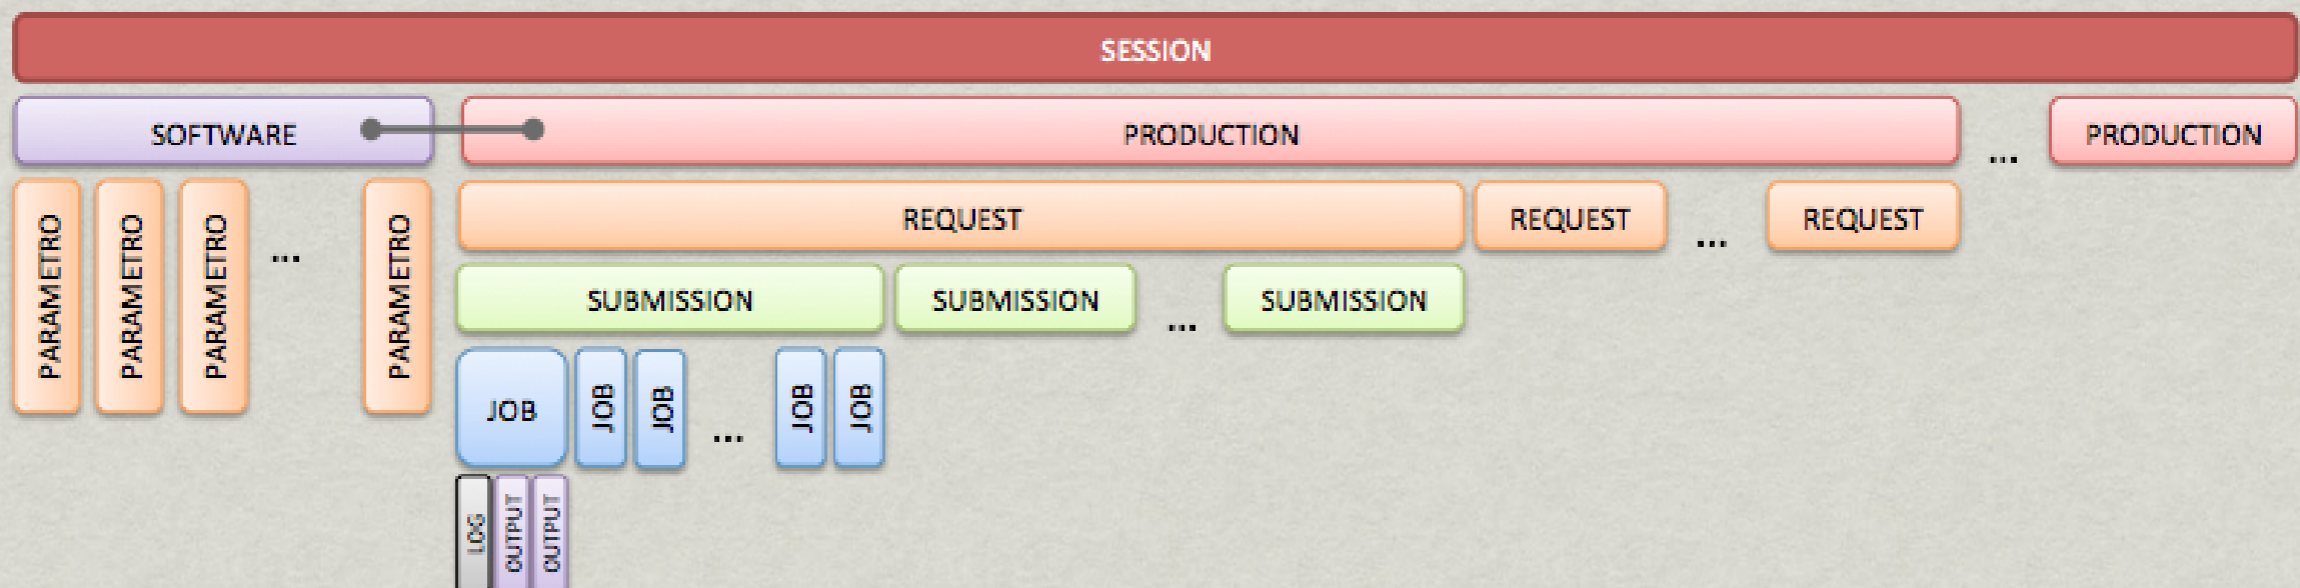 SESSION
SOFTWARE PRODUCTION ... PRODUCTION
PARAMETRO PARAMETRO PARAMETRO ... PARAMETRO
REQUEST REQUEST ... REQUEST
SUBMISSION SUBMISSION ... SUBMISSION
JOB JOB JOB ... JOB JOB
LOG OUTPUT OUTPUT